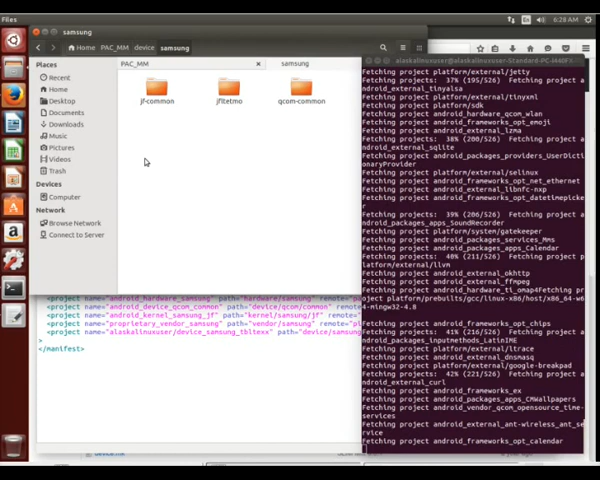 Files
En
6:28 AM
samsung
Home PAC_MM device samsung
Places
Recent
Home
Desktop
Documents
Downloads
Music
Pictures
Videos
Trash
Devices
Computer
Network
Browse Network
Connect to Server
PAC_MM
samsung
jf-common
jfltetmo
qcom-common
<project name="android_hardware_samsung" path="hardware/samsung" remote=
<project name="android_device_qcom_common" path="device/qcom/common" remote=
<project name="android_kernel_samsung_jf" path="kernel/samsung/jf" remote=
<project name="proprietary_vendor_samsung" path="vendor/samsung" remote=
<project name="alaskalinuxuser/device_samsung_tbltexx" path="device/samsung/
>
</manifest>
alaskalinuxuser@alaskalinuxuser-Standard-PC-i440FX-
Fetching project platform/external/jetty
Fetching projects: 37% (195/526) Fetching project a
ndroid_external_tinyalsa
Fetching project platform/external/tinyxml
Fetching project platform/sdk
Fetching project android_hardware_qcom_wlan
Fetching project android_frameworks_opt_emoji
Fetching project android_external_lzma
Fetching projects: 38% (200/526) Fetching project a
ndroid_external_sqlite
Fetching project android_packages_providers_UserDicti
onaryProvider
Fetching project platform/external/selinux
Fetching project android_frameworks_opt_net_ethernet
Fetching project android_external_libnfc-nxp
Fetching project android_frameworks_opt_datetimepicke
r
Fetching projects: 39% (206/526) Fetching project a
ndroid_packages_apps_SoundRecorder
Fetching project platform/system/gatekeeper
Fetching project android_packages_services_Mms
Fetching project android_packages_apps_Calendar
Fetching projects: 40% (211/526) Fetching project p
latform/external/llvm
Fetching project android_external_okhttp
Fetching project android_external_ffmpeg
Fetching project android_hardware_ti_omap4Fetching pr
oject platform/prebuilts/gcc/linux-x86/host/x86_64-w6
4-mingw32-4.8
Fetching project android_frameworks_opt_chips
Fetching projects: 41% (216/526) Fetching project a
ndroid_packages_inputmethods_LatinIME
Fetching project platform/external/ltrace
Fetching project android_external_dnsmasq
Fetching project platform/external/google-breakpad
Fetching projects: 42% (221/526) Fetching project a
ndroid_external_curl
Fetching project android_frameworks_ex
Fetching project android_packages_apps_CMWallpapers
Fetching project android_vendor_qcom_opensource_time-
services
Fetching project android_external_ant-wireless_ant_se
rvice
Fetching project android_frameworks_opt_calendar